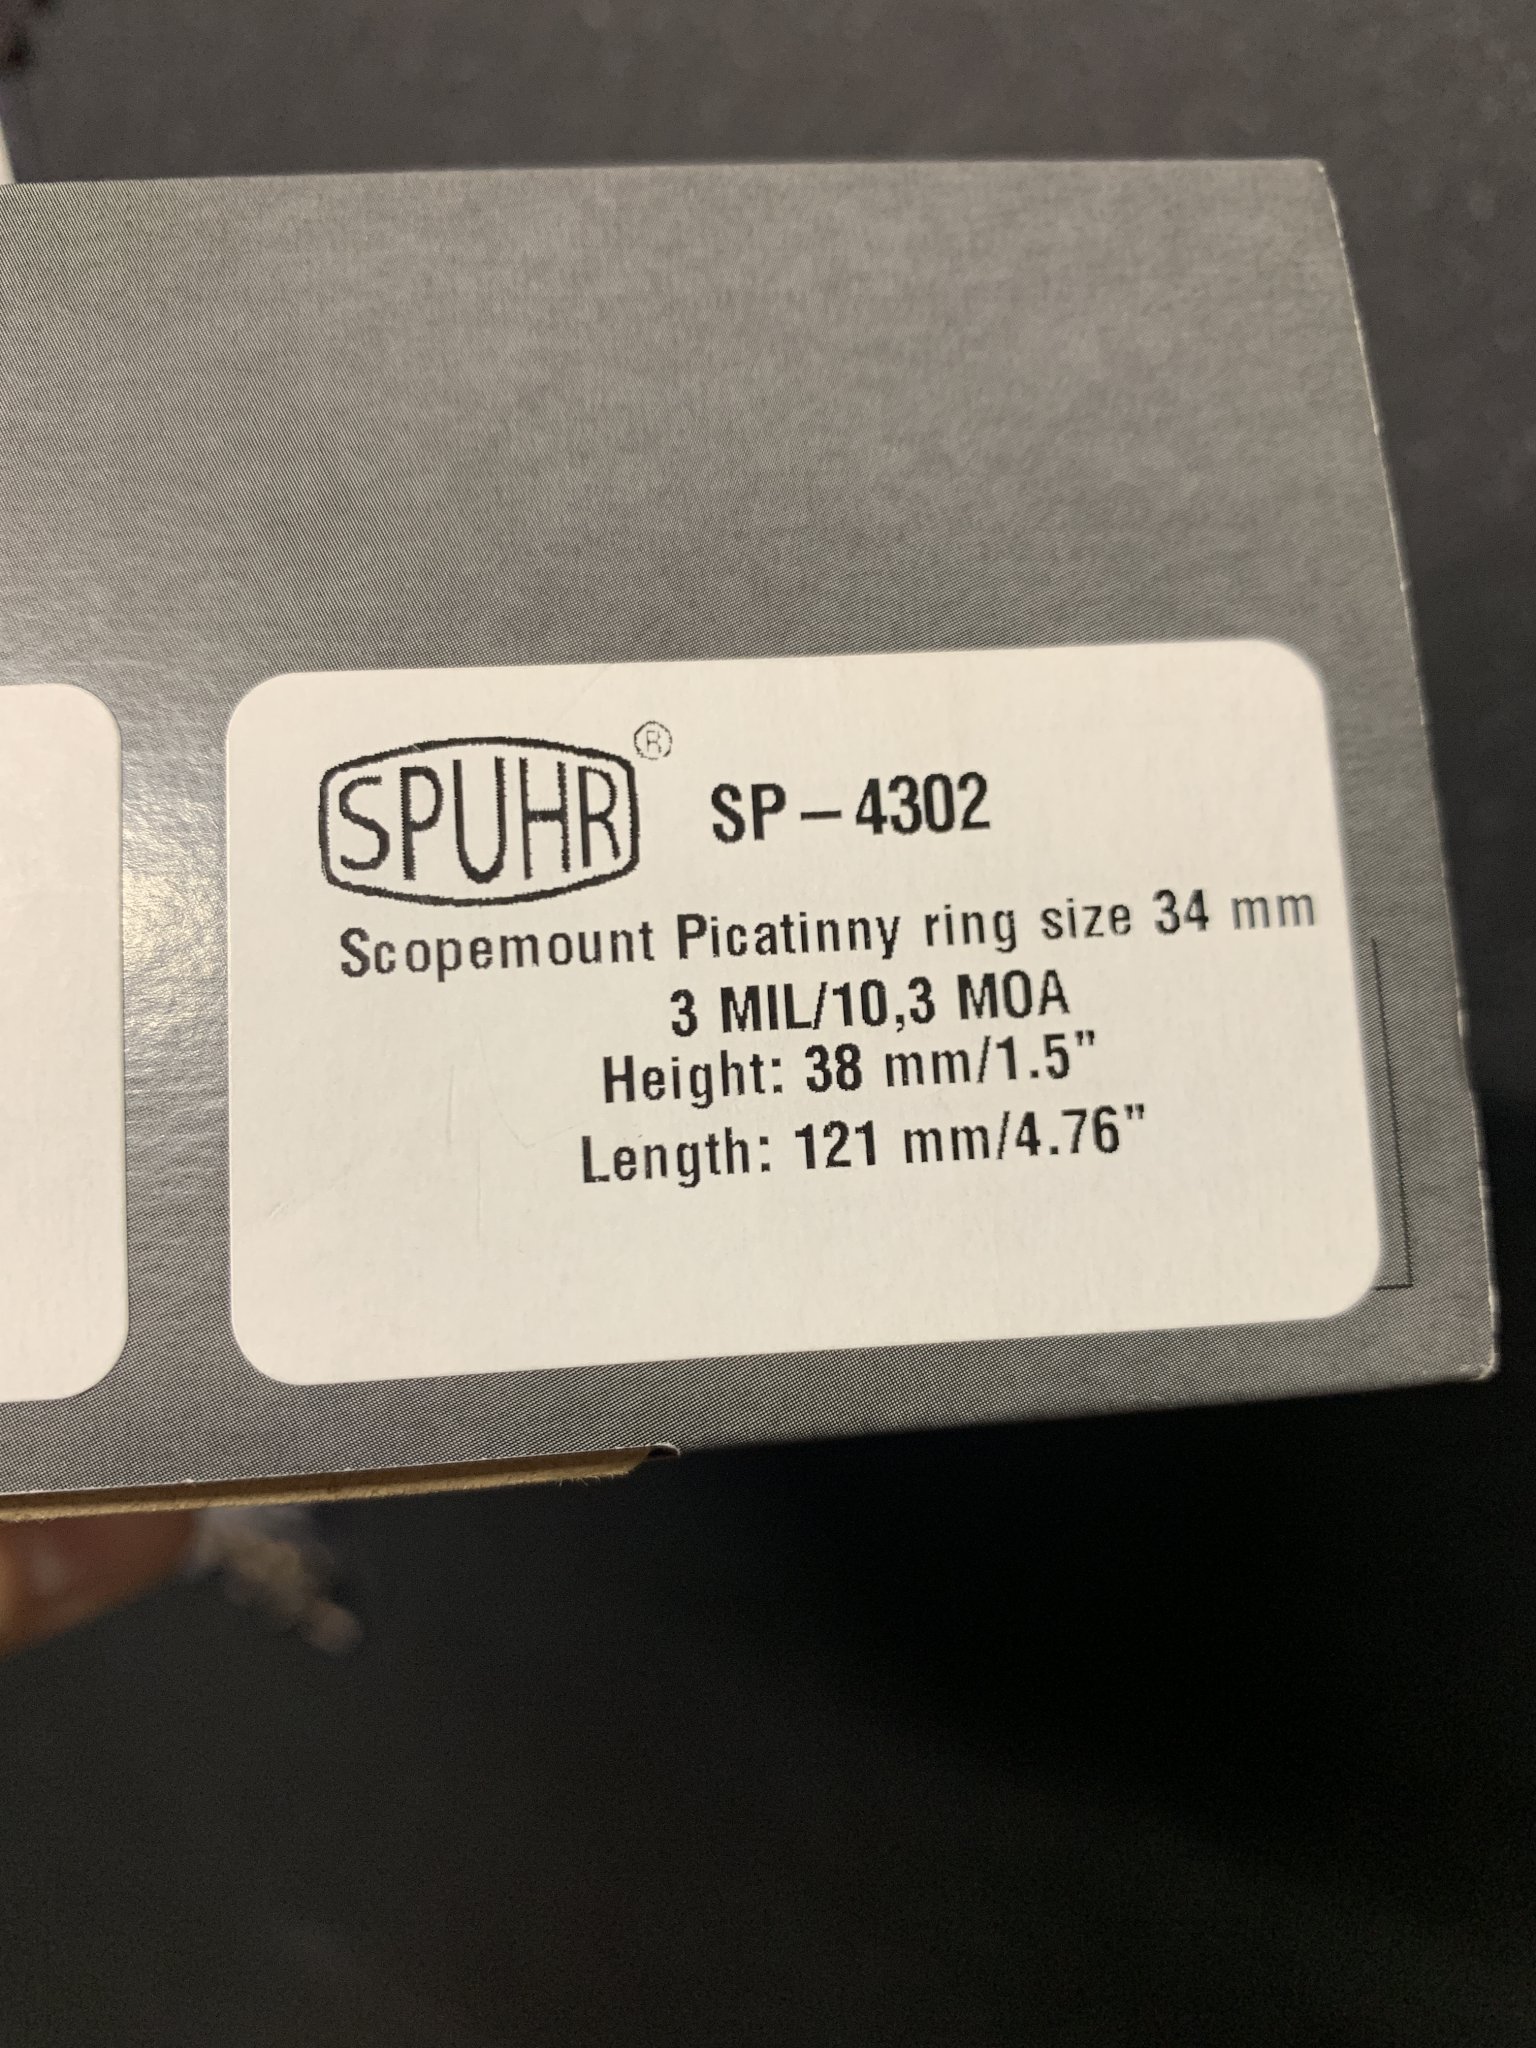 SPUHR® SP-4302
Scopemount Picatinny ring size 34 mm
3 MIL/10,3 MOA
Height: 38 mm/1.5"
Length: 121 mm/4.76"